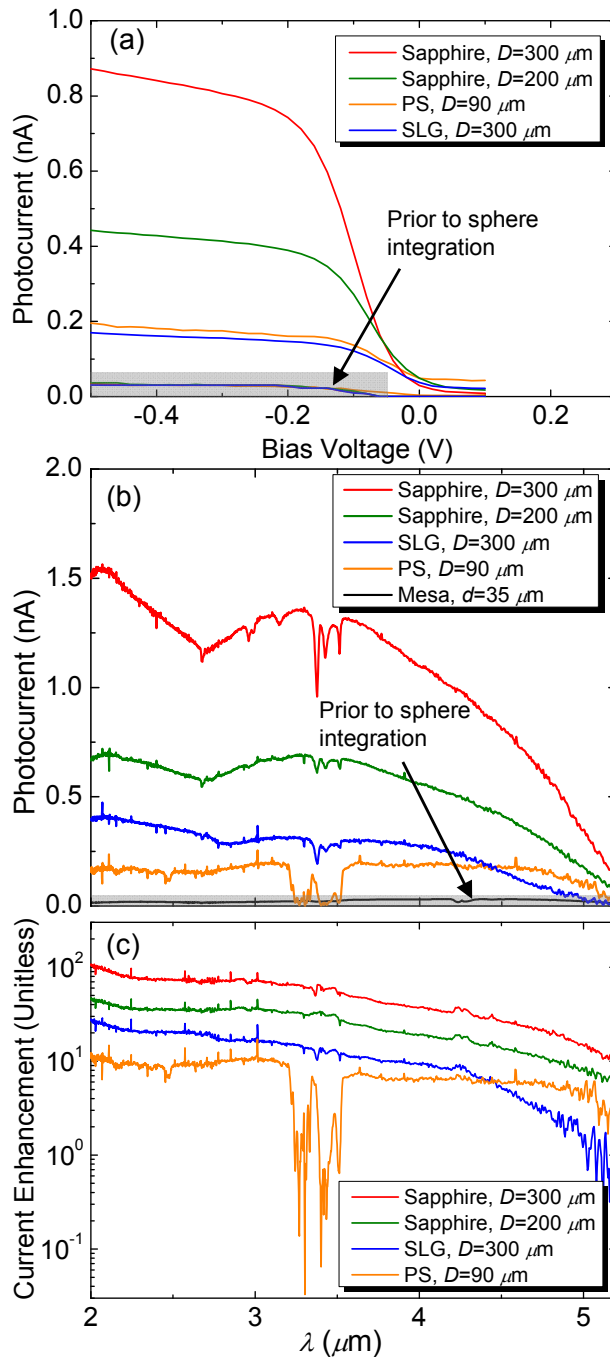 (a)
Sapphire, D=300 μm
Sapphire, D=200 μm
PS, D=90 μm
SLG, D=300 μm
Prior to sphere
integration
Photocurrent (nA)
1.0
0.8
0.6
0.4
0.2
0.0
-0.4 -0.2 0.0 0.2
Bias Voltage (V)
(b)
Sapphire, D=300 μm
Sapphire, D=200 μm
SLG, D=300 μm
PS, D=90 μm
Mesa, d=35 μm
Prior to sphere
integration
Photocurrent (nA)
2.0
1.5
1.0
0.5
0.0
(c)
Current Enhancement (Unitless)
10²
10¹
10⁰
10⁻¹
Sapphire, D=300 μm
Sapphire, D=200 μm
SLG, D=300 μm
PS, D=90 μm
2 3 4 5
λ (μm)